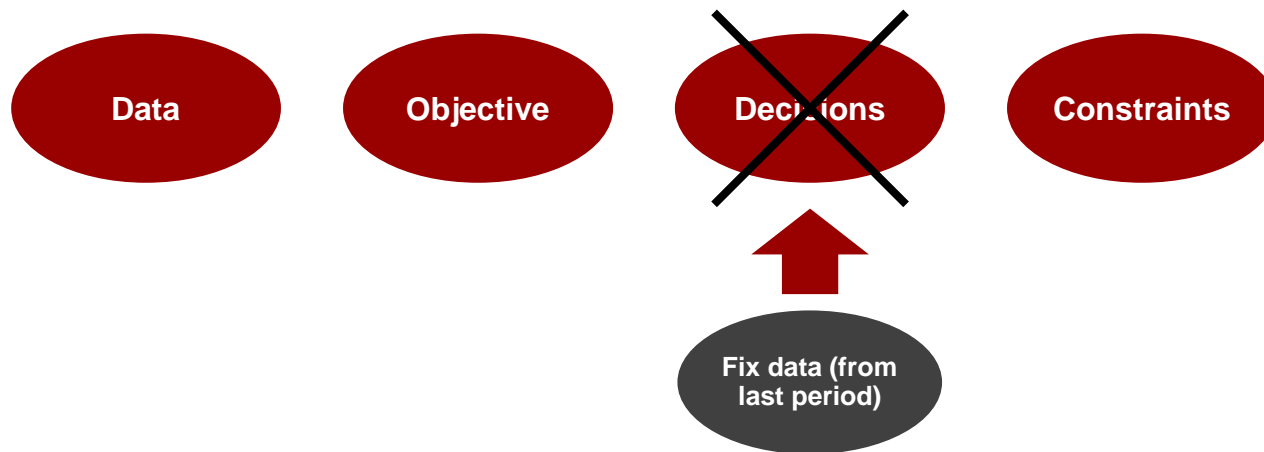 Data
Objective
Decisions
Constraints
Fix data (from
last period)